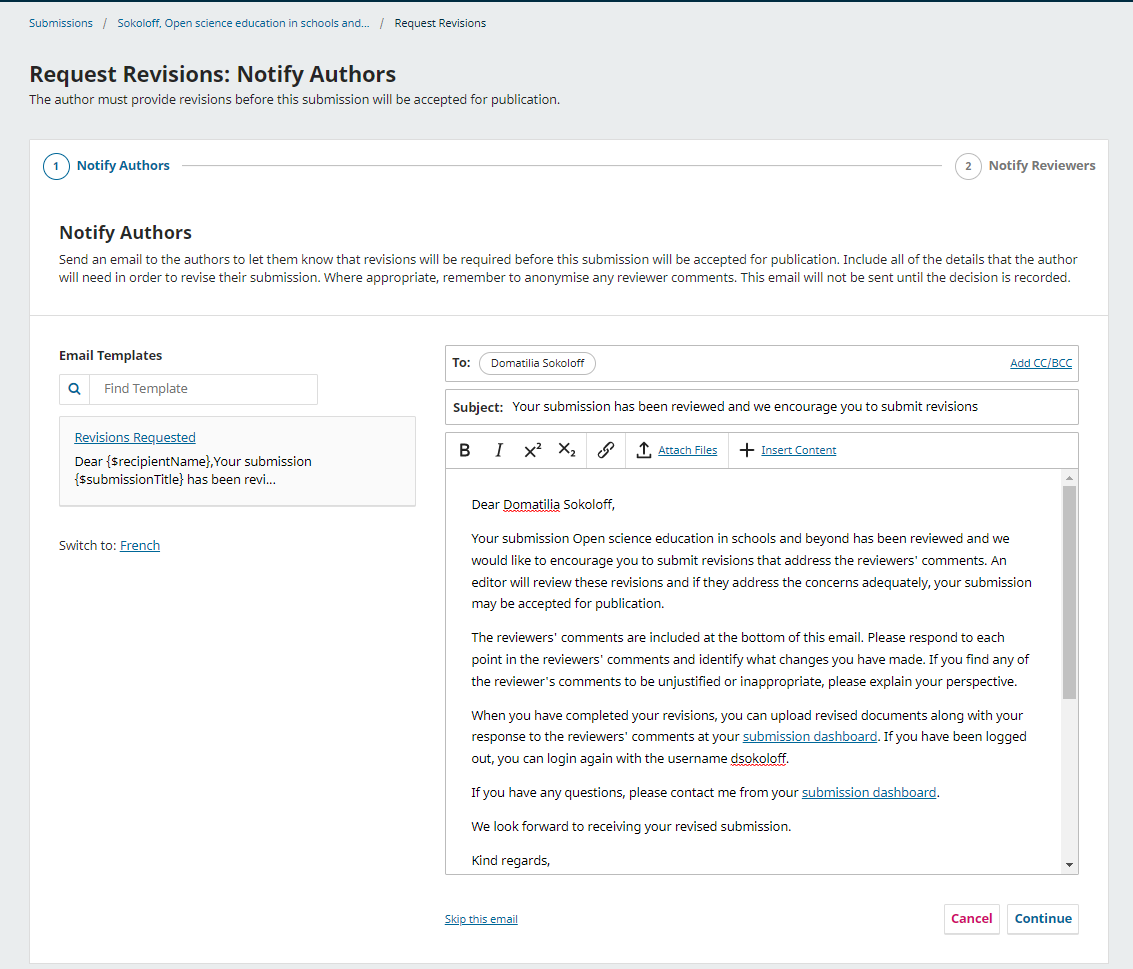 Submissions / Sokoloff, Open science education in schools and... / Request Revisions
Request Revisions: Notify Authors
The author must provide revisions before this submission will be accepted for publication.
1 Notify Authors
2 Notify Reviewers
Notify Authors
Send an email to the authors to let them know that revisions will be required before this submission will be accepted for publication. Include all of the details that the author
will need in order to revise their submission. Where appropriate, remember to anonymise any reviewer comments. This email will not be sent until the decision is recorded.
Email Templates
Find Template
Revisions Requested
Dear {$recipientName},Your submission
{$submissionTitle} has been revi...
Switch to: French
To: Domatilia Sokoloff Add CC/BCC
Subject: Your submission has been reviewed and we encourage you to submit revisions
B I X² X₂ Attach Files Insert Content
Dear Domatilia Sokoloff,
Your submission Open science education in schools and beyond has been reviewed and we
would like to encourage you to submit revisions that address the reviewers' comments. An
editor will review these revisions and if they address the concerns adequately, your submission
may be accepted for publication.
The reviewers' comments are included at the bottom of this email. Please respond to each
point in the reviewers' comments and identify what changes you have made. If you find any of
the reviewer's comments to be unjustified or inappropriate, please explain your perspective.
When you have completed your revisions, you can upload revised documents along with your
response to the reviewers' comments at your submission dashboard. If you have been logged
out, you can login again with the username dsokoloff.
If you have any questions, please contact me from your submission dashboard.
We look forward to receiving your revised submission.
Kind regards,
Skip this email
Cancel
Continue